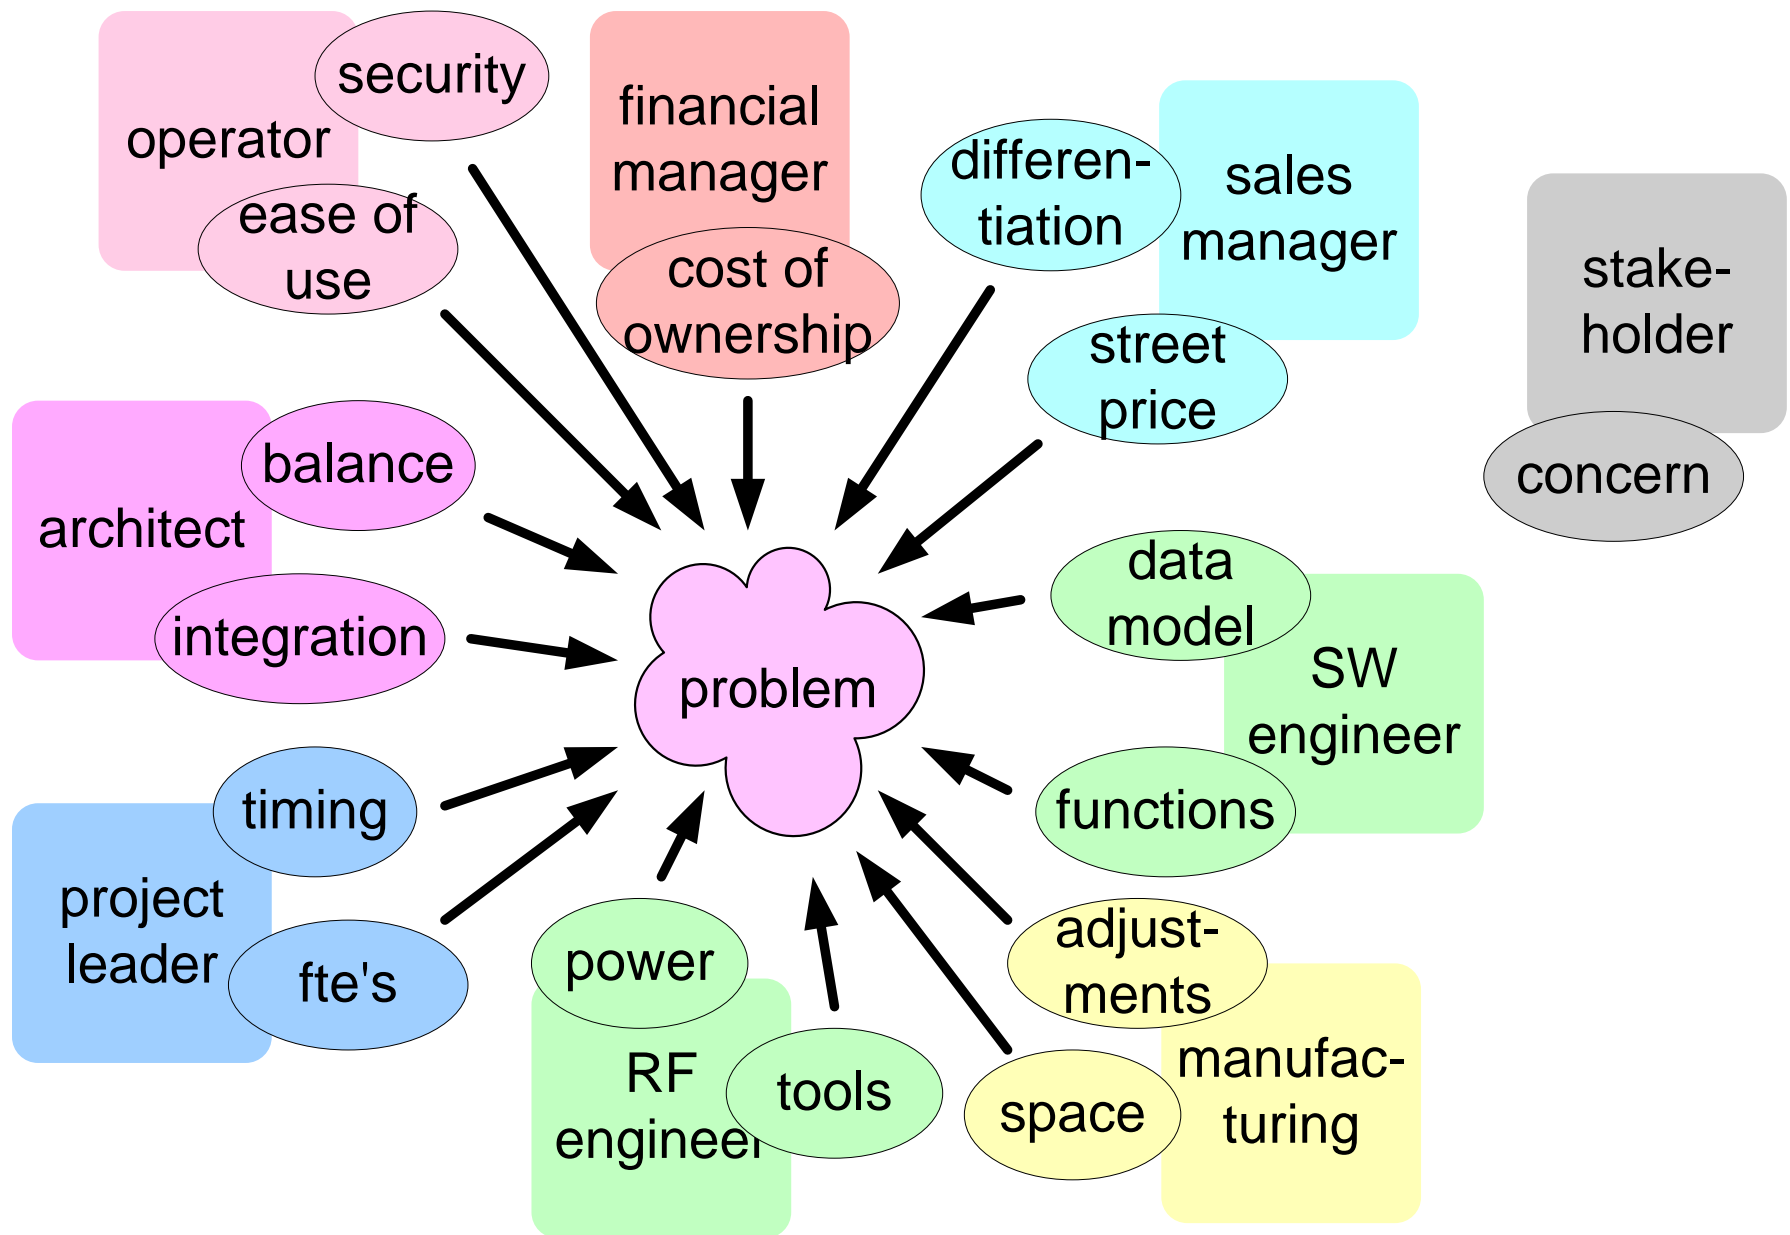 security
operator
ease of
use
financial
manager
cost of
ownership
differen-
tiation
sales
manager
street
price
stake-
holder
concern
balance
architect
integration
data
model
SW
engineer
functions
problem
timing
project
leader
fte's
power
RF
engineer
tools
adjust-
ments
space
manufac-
turing